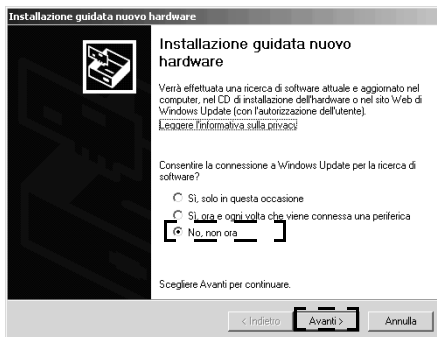 Installazione guidata nuovo hardware
Installazione guidata nuovo
hardware
Verrà effettuata una ricerca di software attuale e aggiornato nel
computer, nel CD di installazione dell'hardware o nel sito Web di
Windows Update (con l'autorizzazione dell'utente).
Leggere l'informativa sulla privacy
Consentire la connessione a Windows Update per la ricerca di
software?
Sì, solo in questa occasione
Sì, ora e ogni volta che viene connessa una periferica
No, non ora
Scegliere Avanti per continuare.
< Indietro Avanti > Annulla